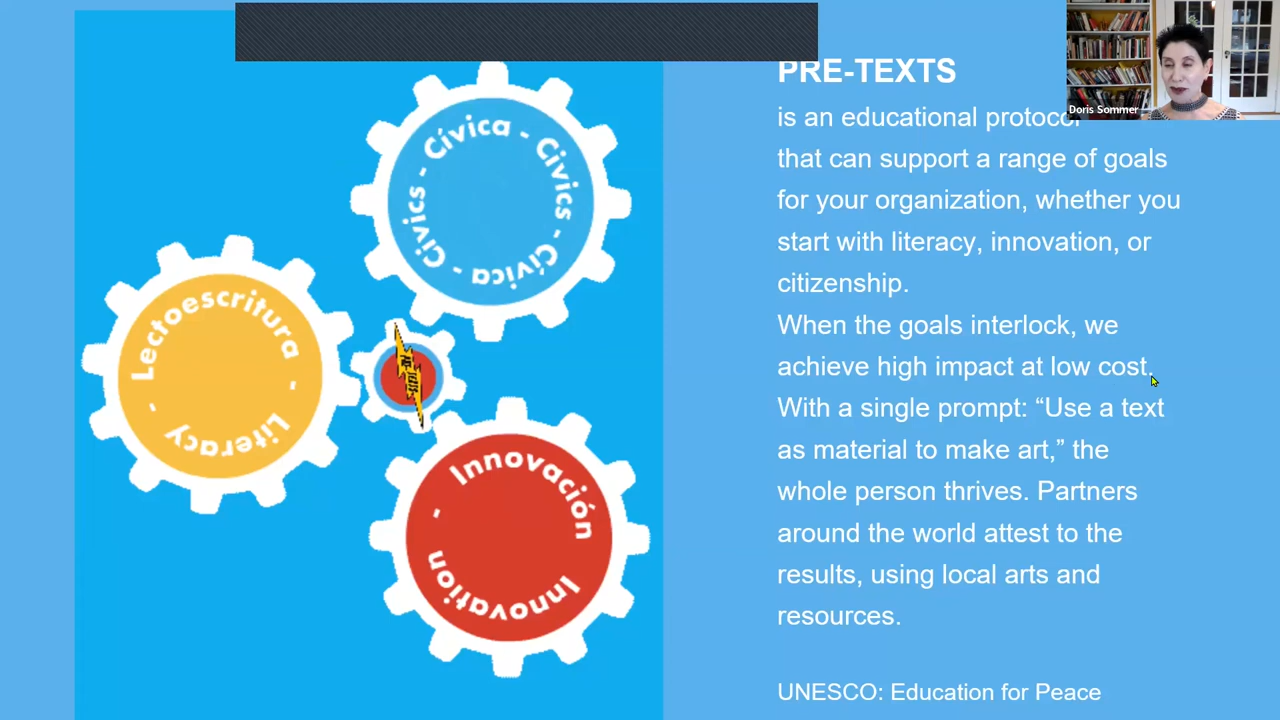 PRE-TEXTS
is an educational protocol
that can support a range of goals
for your organization, whether you
start with literacy, innovation, or
citizenship.
When the goals interlock, we
achieve high impact at low cost.
With a single prompt: “Use a text
as material to make art,” the
whole person thrives. Partners
around the world attest to the
results, using local arts and
resources.
UNESCO: Education for Peace
Doris Sommer
Cívica - Civics - Cívica - Civics -
Lectoescritura - Literacy -
PRE TEXTS
Innovación
Innovation -